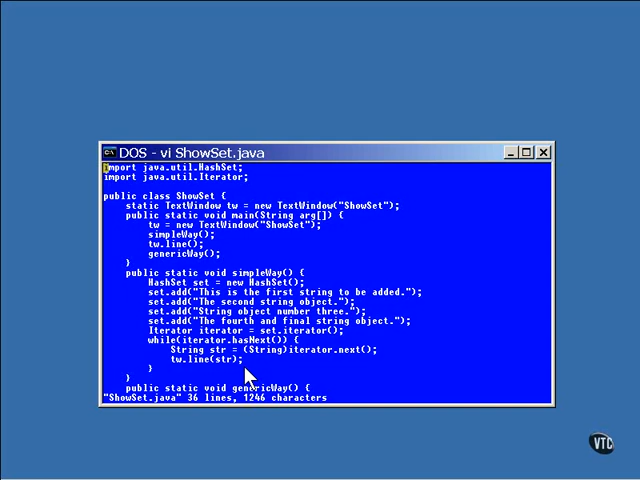 DOS - vi ShowSet.java
import java.util.HashSet;
import java.util.Iterator;
public class ShowSet {
static TextWindow tw = new TextWindow("ShowSet");
public static void main(String arg[]) {
tw = new TextWindow("ShowSet");
simpleWay();
tw.line();
genericWay();
}
public static void simpleWay() {
HashSet set = new HashSet();
set.add("This is the first string to be added.");
set.add("The second string object.");
set.add("String object number three.");
set.add("The fourth and final string object.");
Iterator iterator = set.iterator();
while(iterator.hasNext()) {
String str = (String)iterator.next();
tw.line(str);
}
}
public static void genericWay() {
"ShowSet.java" 36 lines, 1246 characters
VTC